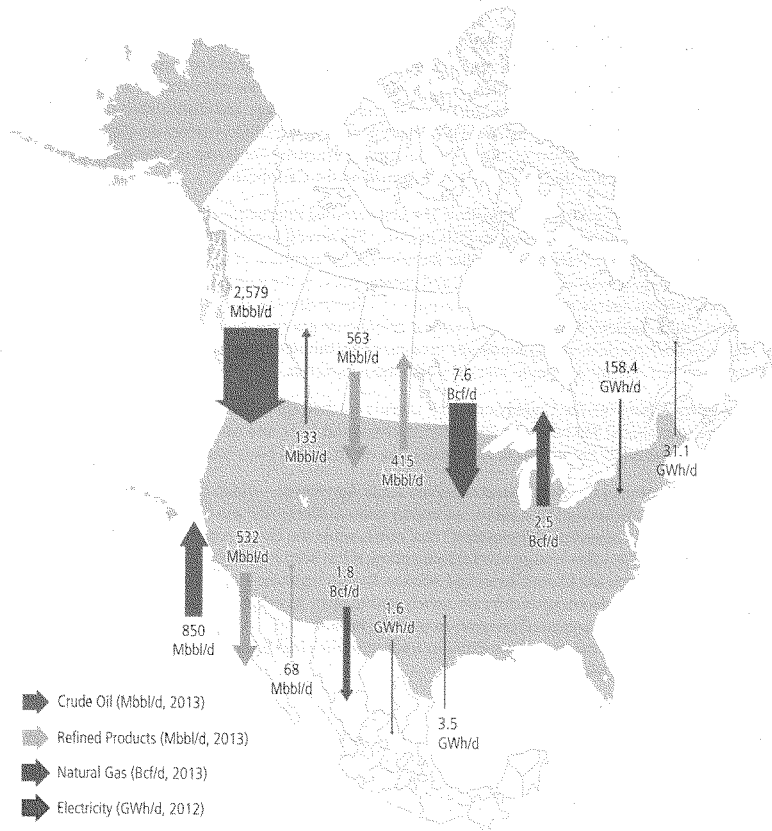 2,579
Mbbl/d
563
Mbbl/d
7.6
Bcf/d
158.4
GWh/d
133
Mbbl/d
415
Mbbl/d
31.1
GWh/d
2.5
Bcf/d
532
Mbbl/d
1.8
Bcf/d
1.6
GWh/d
850
Mbbl/d
68
Mbbl/d
3.5
GWh/d
Crude Oil (Mbbl/d, 2013)
Refined Products (Mbbl/d, 2013)
Natural Gas (Bcf/d, 2013)
Electricity (GWh/d, 2012)